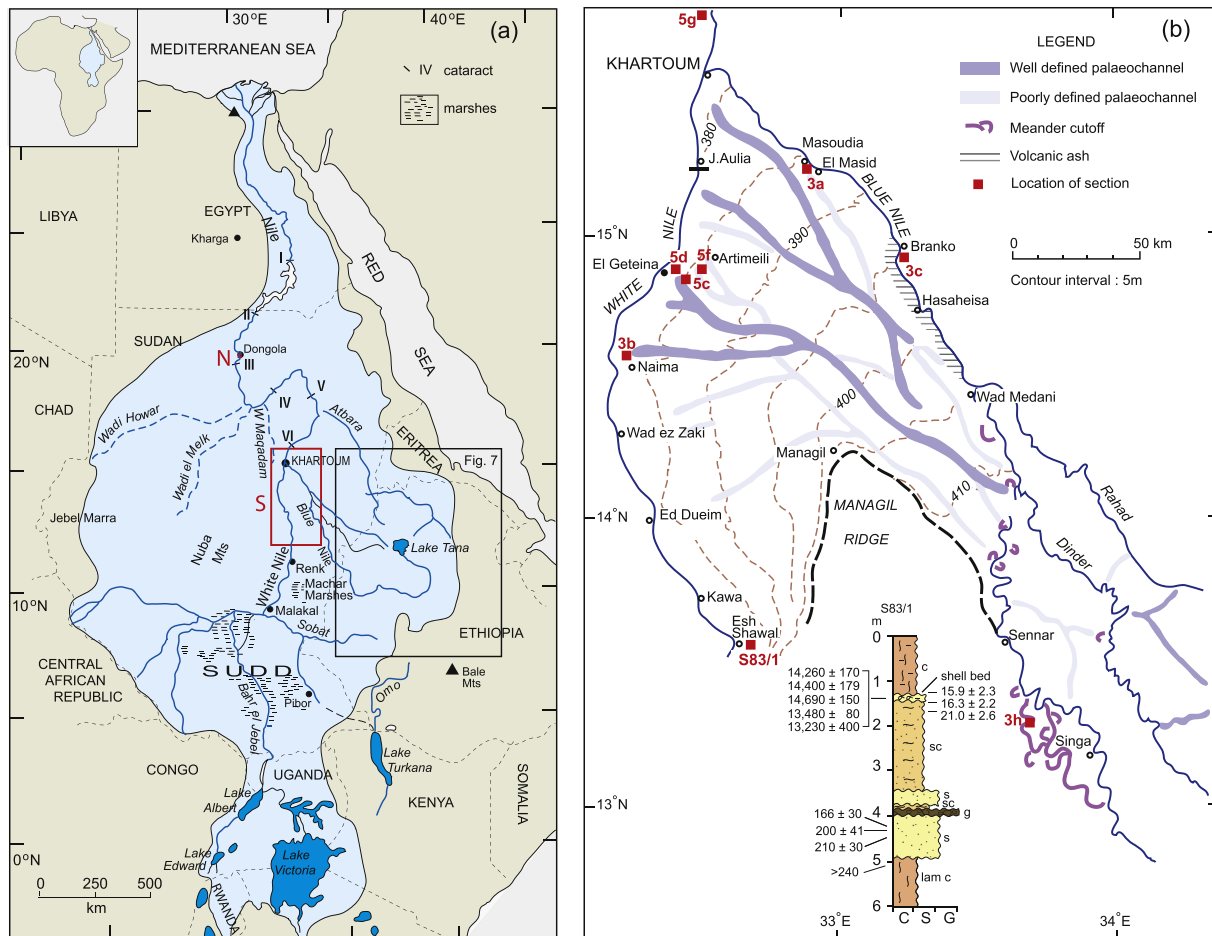 30°E
40°E
(a)
MEDITERRANEAN SEA
IV cataract
marshes
LIBYA
EGYPT
Kharga
Nile
I
RED
SEA
II
SUDAN
20°N
N
Dongola
III
CHAD
V
IV
Atbara
Wadi Howar
W Maqadam
VI
ERITREA
Wadi el Melk
KHARTOUM
Fig. 7
S
Jebel Marra
Blue
Nile
Nuba
Mts
Lake Tana
White Nile
Renk
Machar
Marshes
10°N
Malakal
Sobat
ETHIOPIA
SUDD
CENTRAL
AFRICAN
REPUBLIC
Bale
Mts
Bahr el Jebel
Pibor
Omo
CONGO
UGANDA
Lake
Turkana
SOMALIA
Lake
Albert
KENYA
0°N
Lake
Edward
Lake
Victoria
0 250 500
km
RWANDA
(b)
5g
KHARTOUM
LEGEND
Well defined palaeochannel
Poorly defined palaeochannel
Meander cutoff
Volcanic ash
Location of section
0 50 km
Contour interval : 5m
380
J.Aulia
Masoudia
El Masid
3a
BLUE NILE
WHITE NILE
15°N
390
Branko
3c
5d
5f
Artimeili
El Geteina
5c
Hasaheisa
3b
Naima
400
Wad Medani
Wad ez Zaki
Managil
410
Rahad
14°N
Ed Dueim
MANAGIL
RIDGE
Dinder
Kawa
Esh
Shawal
S83/1
Sennar
3h
Singa
13°N
S83/1
m
0
1
2
3
4
5
6
c
shell bed
14,260 ± 170
14,400 ± 179
14,690 ± 150
13,480 ± 80
13,230 ± 400
15.9 ± 2.3
16.3 ± 2.2
21.0 ± 2.6
sc
s
sc
g
166 ± 30
200 ± 41
210 ± 30
s
>240
lam c
C S G
33°E
34°E